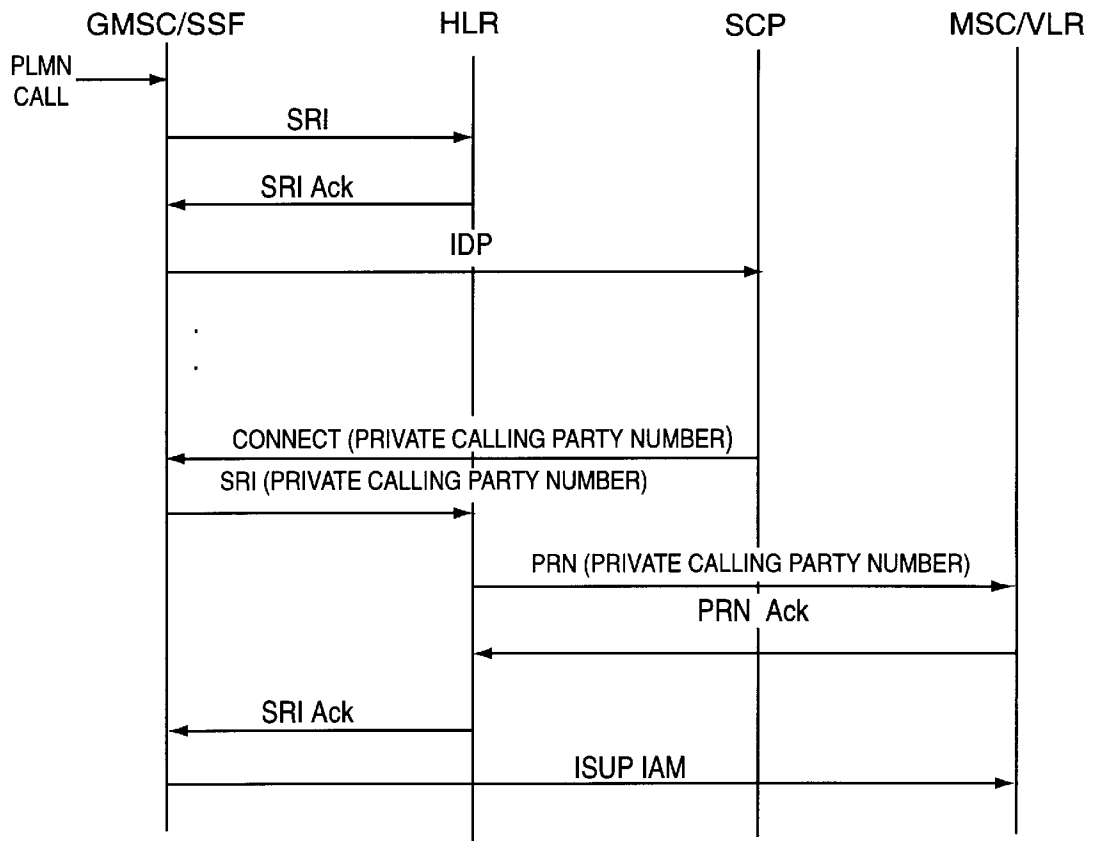 GMSC/SSF HLR SCP MSC/VLR
PLMN
CALL
SRI
SRI Ack
IDP
CONNECT (PRIVATE CALLING PARTY NUMBER)
SRI (PRIVATE CALLING PARTY NUMBER)
PRN (PRIVATE CALLING PARTY NUMBER)
PRN Ack
SRI Ack
ISUP IAM